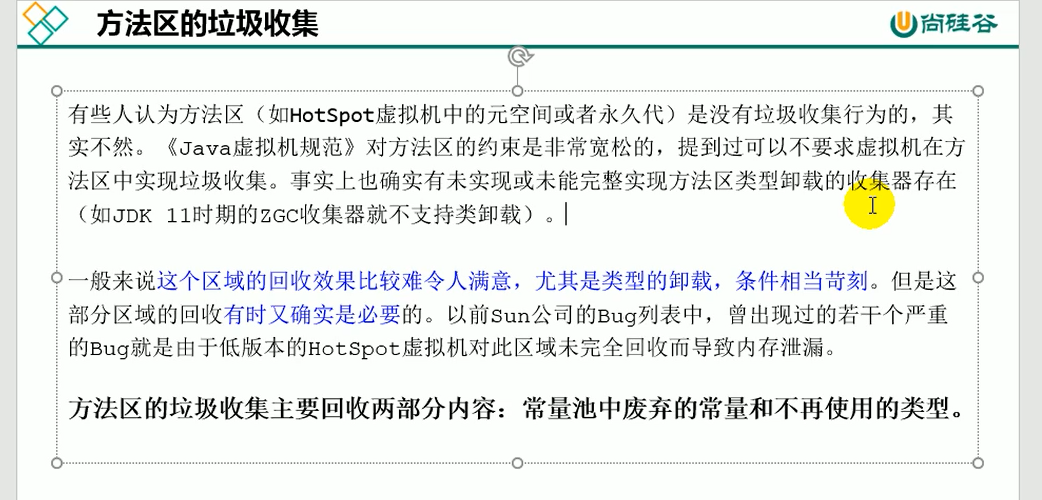 方法区的垃圾收集
尚硅谷
有些人认为方法区（如HotSpot虚拟机中的元空间或者永久代）是没有垃圾收集行为的，其
实不然。《Java虚拟机规范》对方法区的约束是非常宽松的，提到过可以不要求虚拟机在方
法区中实现垃圾收集。事实上也确实有未实现或未能完整实现方法区类型卸载的收集器存在
（如JDK 11时期的ZGC收集器就不支持类卸载）。
一般来说这个区域的回收效果比较难令人满意，尤其是类型的卸载，条件相当苛刻。但是这
部分区域的回收有时又确实是必要的。以前Sun公司的Bug列表中，曾出现过的若干个严重
的Bug就是由于低版本的HotSpot虚拟机对此区域未完全回收而导致内存泄漏。
方法区的垃圾收集主要回收两部分内容：常量池中废弃的常量和不再使用的类型。